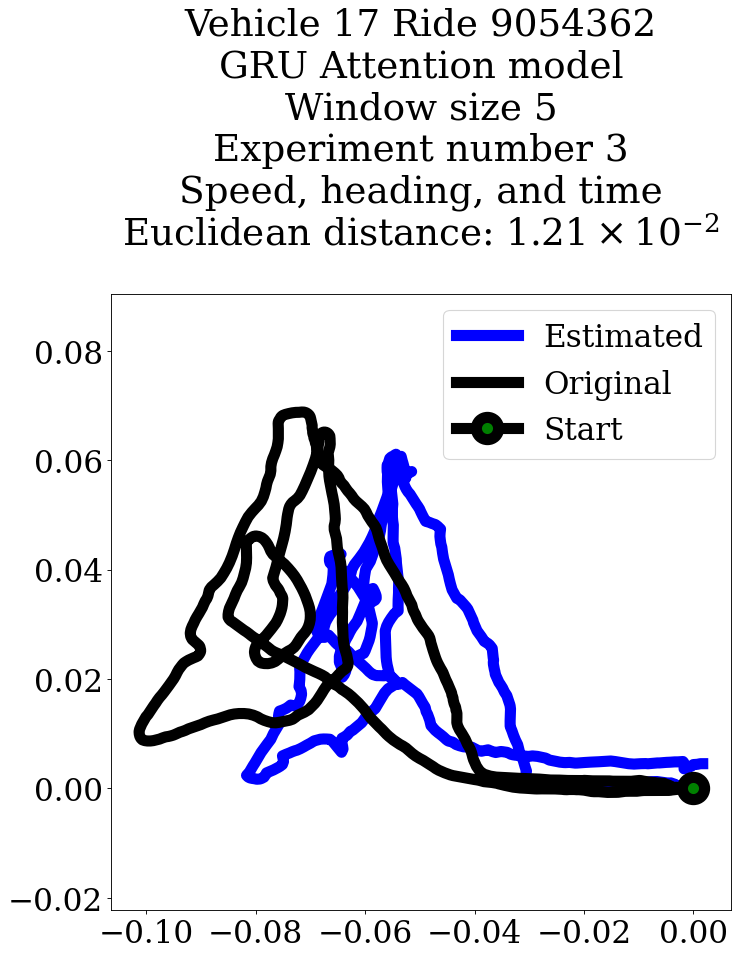 Vehicle 17 Ride 9054362
GRU Attention model
Window size 5
Experiment number 3
Speed, heading, and time
Euclidean distance: 1.21 × 10⁻²
Estimated
Original
Start
0.08
0.06
0.04
0.02
0.00
−0.02
−0.10 −0.08 −0.06 −0.04 −0.02 0.00